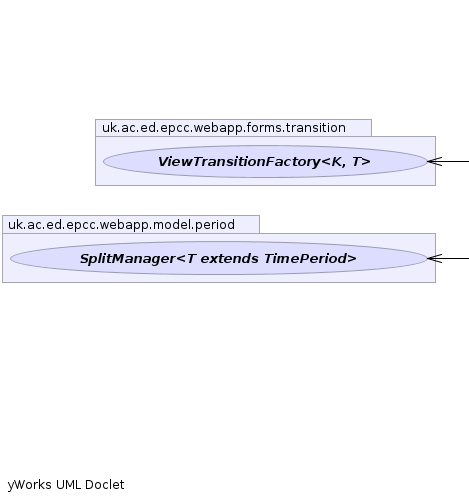 uk.ac.ed.epcc.webapp.forms.transition
ViewTransitionFactory<K, T>
uk.ac.ed.epcc.webapp.model.period
SplitManager<T extends TimePeriod>
yWorks UML Doclet